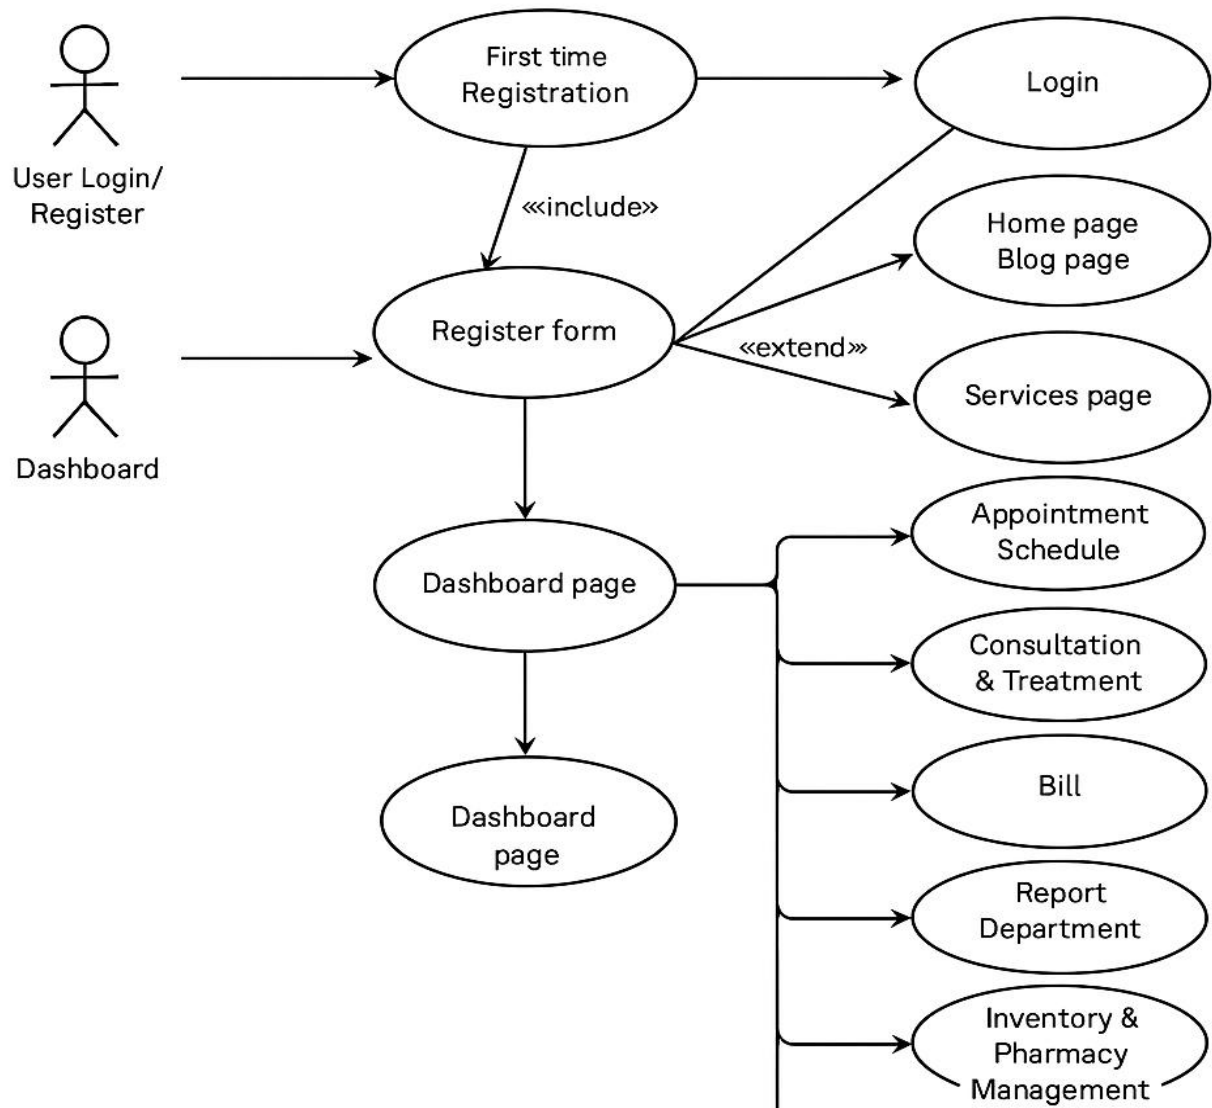 First time
Registration
Login
User Login/
Register
«‹include»
Home page
Blog page
Register form
«extend»›
Services page
Dashboard
Appointment
Schedule
Dashboard page
Consultation
& Treatment
Bill
Dashboard
page
Report
Department
Inventory &
Pharmacy
Management